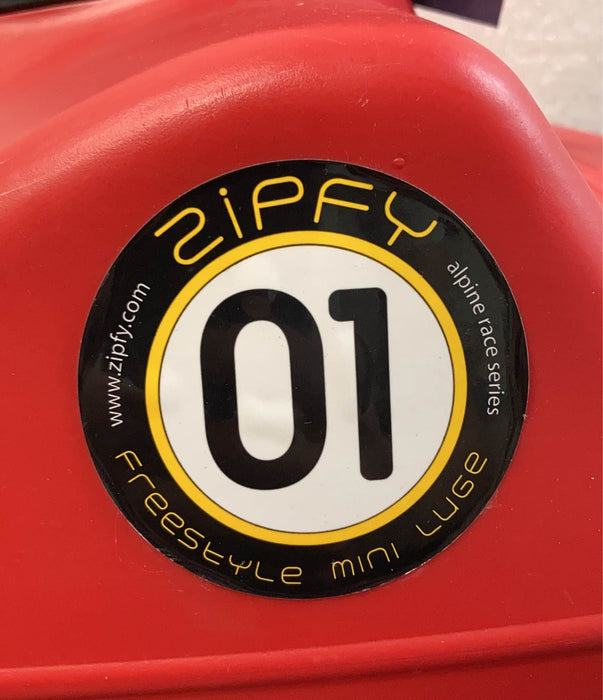 ZiPFY
www.zipfy.com
01
alpine race series
Freestyle mini luge